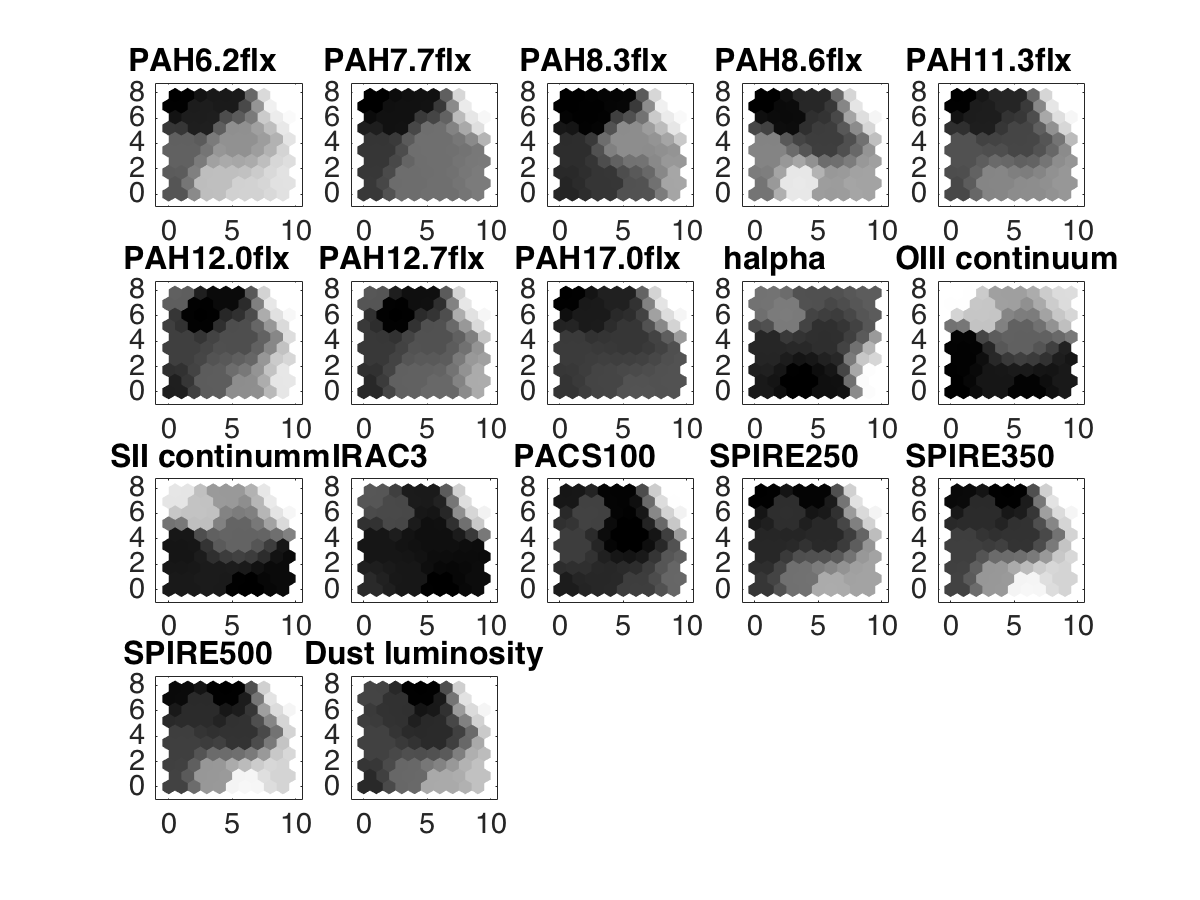 PAH6.2flx PAH7.7flx PAH8.3flx PAH8.6flx PAH11.3flx
8 8 8 8 8
6 6 6 6 6
4 4 4 4 4
2 2 2 2 2
0 0 0 0 0
0 5 10 0 5 10 0 5 10 0 5 10 0 5 10
PAH12.0flx PAH12.7flx PAH17.0flx halpha OIII continuum
8 8 8 8 8
6 6 6 6 6
4 4 4 4 4
2 2 2 2 2
0 0 0 0 0
0 5 10 0 5 10 0 5 10 0 5 10 0 5 10
SII continumm IRAC3 PACS100 SPIRE250 SPIRE350
8 8 8 8 8
6 6 6 6 6
4 4 4 4 4
2 2 2 2 2
0 0 0 0 0
0 5 10 0 5 10 0 5 10 0 5 10 0 5 10
SPIRE500 Dust luminosity
8 8
6 6
4 4
2 2
0 0
0 5 10 0 5 10